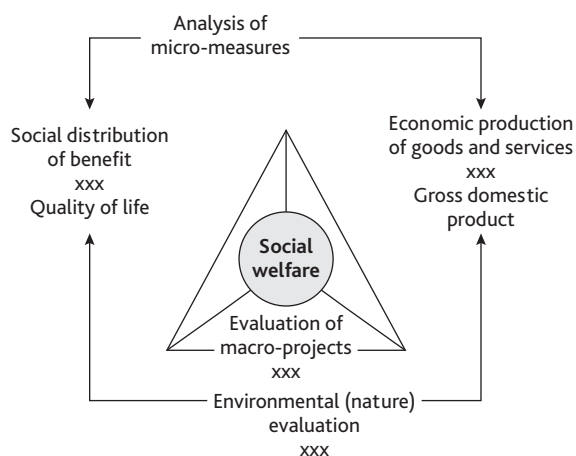 Analysis of
micro-measures
Social distribution
of benefit
xxx
Quality of life
Economic production
of goods and services
xxx
Gross domestic
product
Social
welfare
Evaluation of
macro-projects
xxx
Environmental (nature)
evaluation
xxx